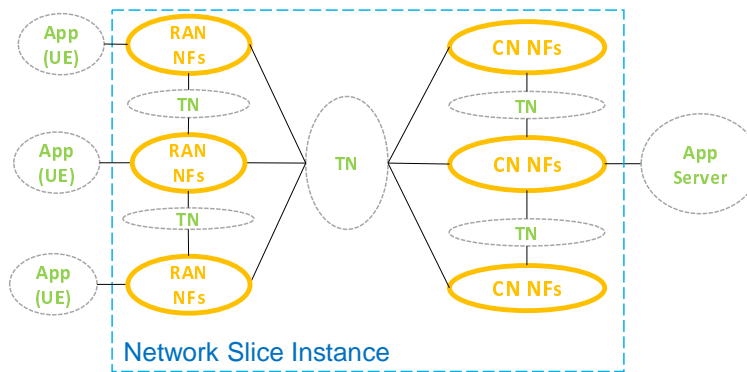 App
(UE)
RAN
NFs
CN NFs
TN
TN
App
(UE)
RAN
NFs
TN
CN NFs
App
Server
TN
TN
App
(UE)
RAN
NFs
CN NFs
Network Slice Instance